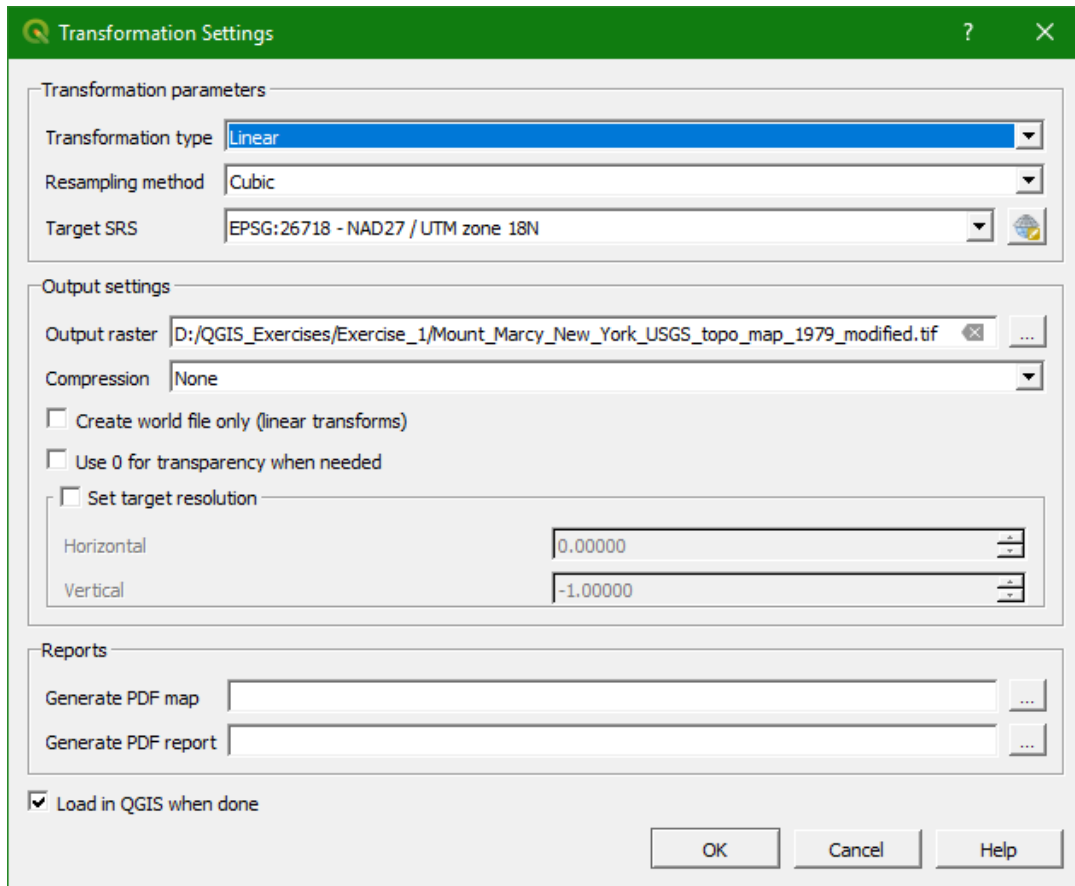 Transformation Settings ?
Transformation parameters
Transformation type Linear
Resampling method Cubic
Target SRS EPSG:26718 - NAD27 / UTM zone 18N
Output settings
Output raster D:/QGIS_Exercises/Exercise_1/Mount_Marcy_New_York_USGS_topo_map_1979_modified.tif ...
Compression None
Create world file only (linear transforms)
Use 0 for transparency when needed
Set target resolution
Horizontal 0.00000
Vertical -1.00000
Reports
Generate PDF map ...
Generate PDF report ...
Load in QGIS when done
OK Cancel Help